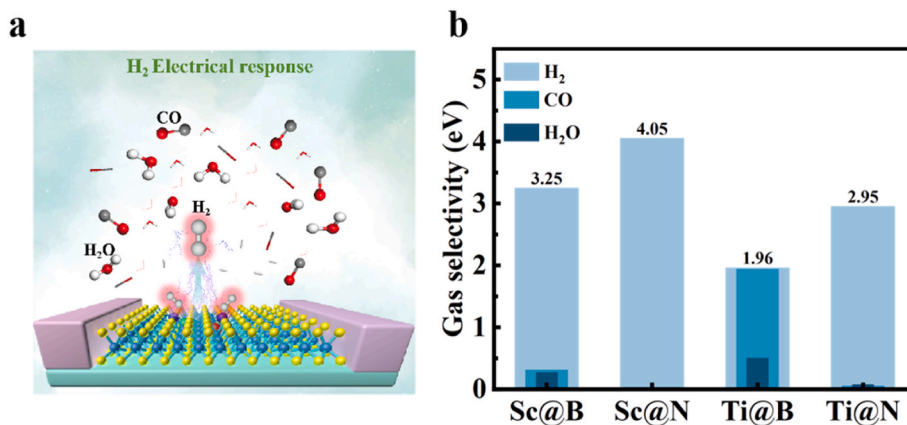 a
H₂ Electrical response
CO
H₂
H₂O
b
Gas selectivity (eV)
5
4
3
2
1
0
H₂
CO
H₂O
3.25
4.05
1.96
2.95
Sc@B Sc@N Ti@B Ti@N